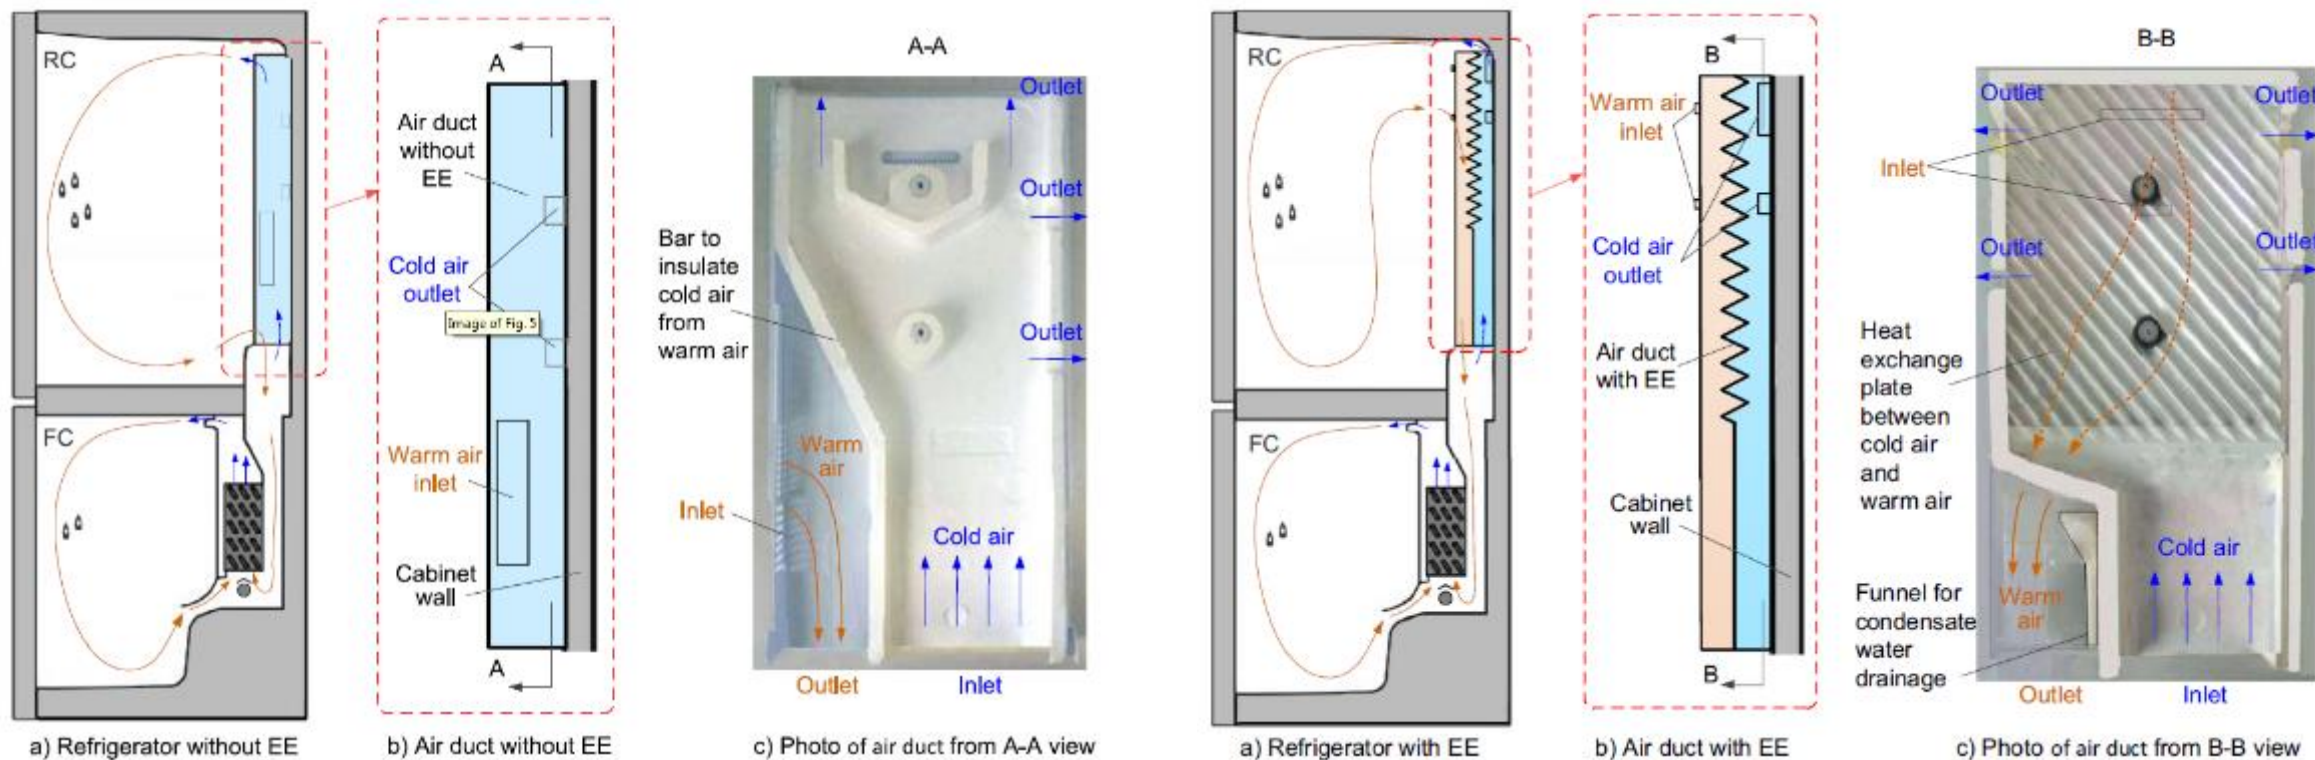 RC
FC
a) Refrigerator without EE
A
Air duct
without
EE
Cold air
outlet
Image of Fig. 5
Warm air
inlet
Cabinet
wall
A
b) Air duct without EE
A-A
Outlet
Outlet
Outlet
Bar to
insulate
cold air
from
warm air
Warm
air
Inlet
Cold air
Outlet
Inlet
c) Photo of air duct from A-A view
RC
FC
a) Refrigerator with EE
B
Warm air
inlet
Cold air
outlet
Air duct
with EE
Cabinet
wall
B
b) Air duct with EE
B-B
Outlet
Outlet
Inlet
Outlet
Outlet
Heat
exchange
plate
between
cold air
and
warm air
Cold air
Warm
air
Funnel for
condensate
water
drainage
Outlet
Inlet
c) Photo of air duct from B-B view